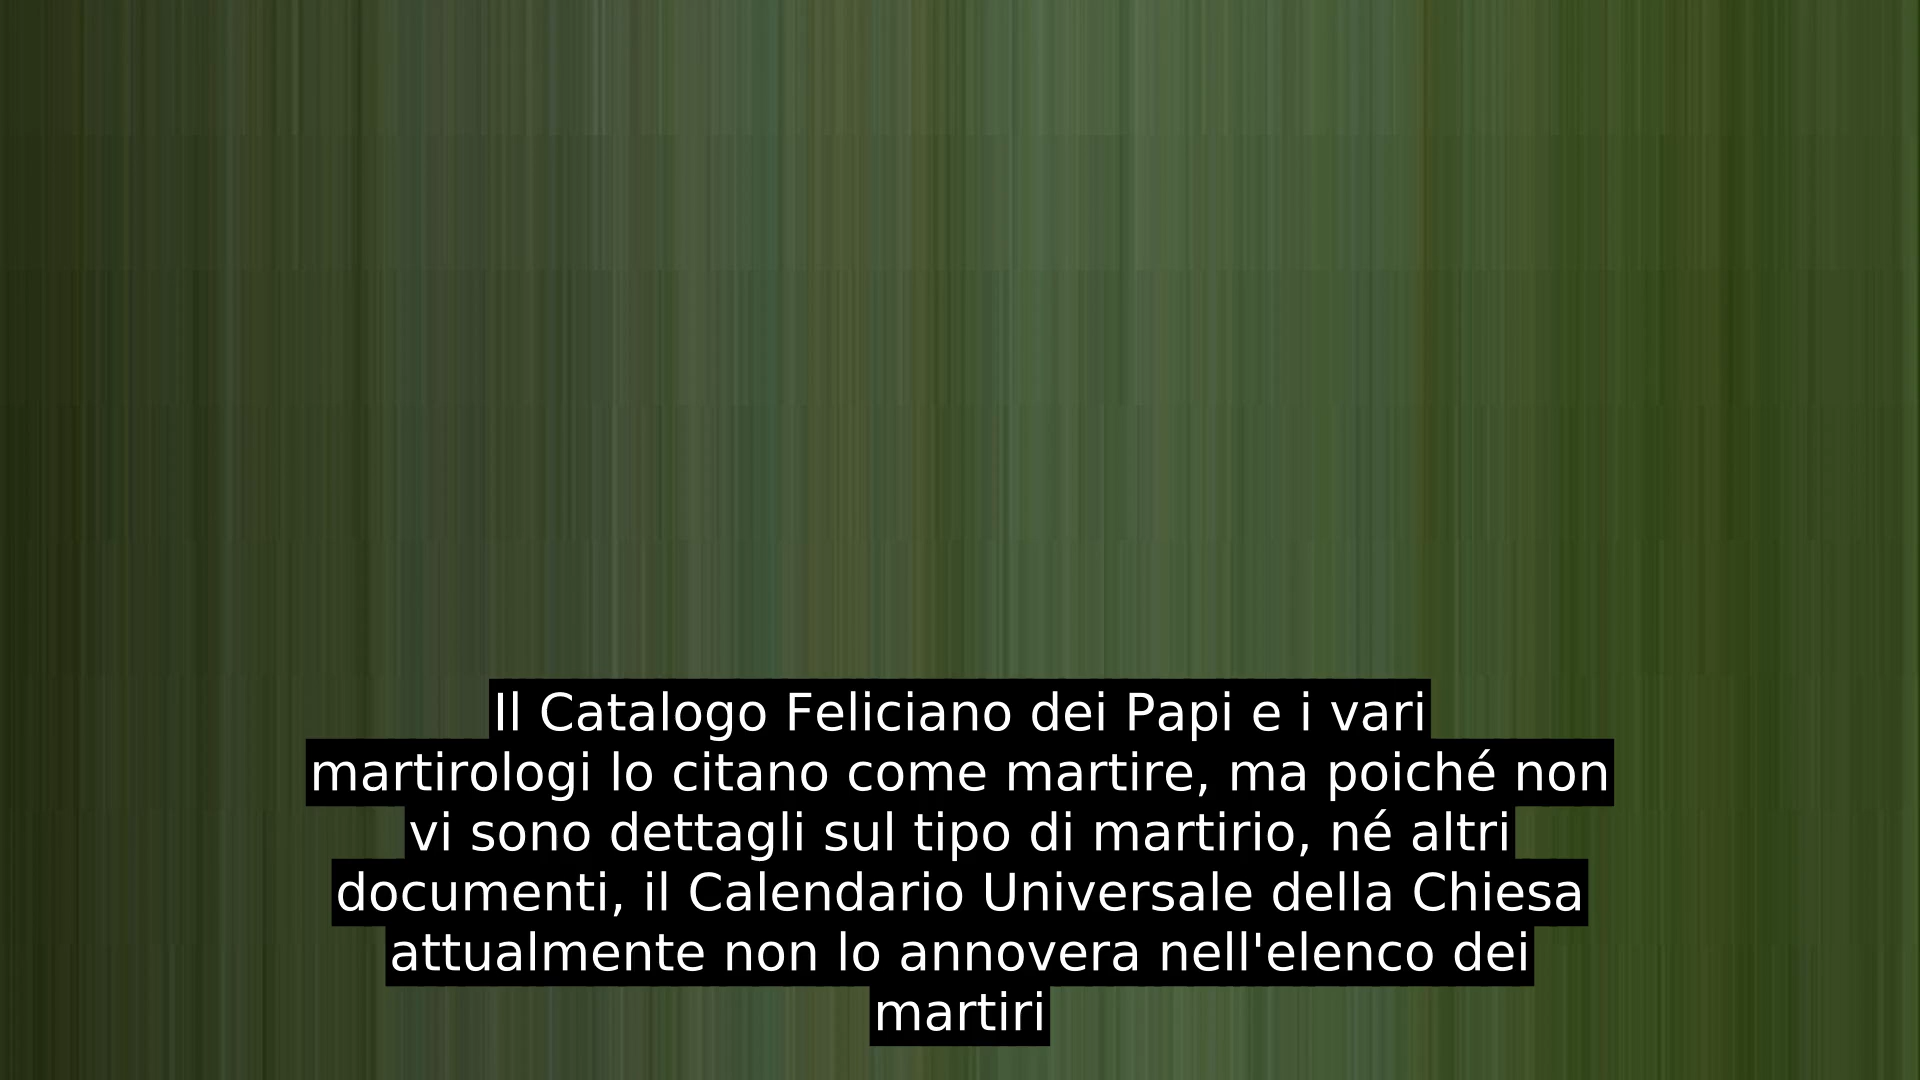 Il Catalogo Feliciano dei Papi e i vari
martirologi lo citano come martire, ma poiché non
vi sono dettagli sul tipo di martirio, né altri
documenti, il Calendario Universale della Chiesa
attualmente non lo annovera nell'elenco dei
martiri